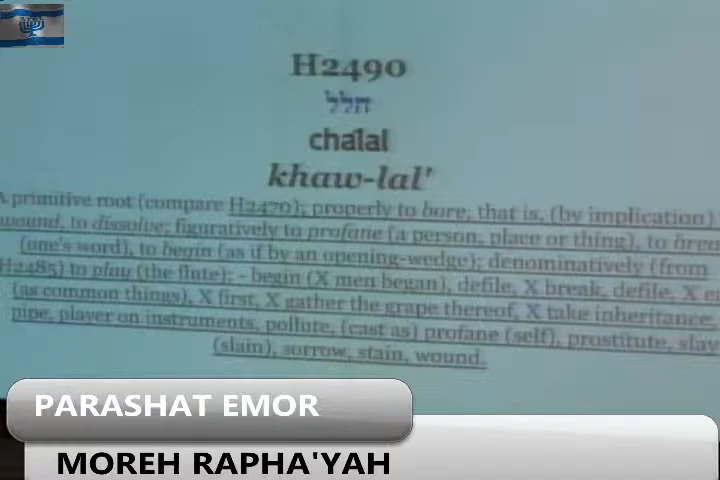 H2490
חלל
châlal
khaw-lal'
A primitive root (compare H2470); properly to bore, that is, (by implication)
wound, to dissolve; figuratively to profane (a person, place or thing), to
(one's word), to begin (as if by an opening-wedge); denominatively (from
H2485) to play (the flute); - begin (X men began), defile, X break, defile, X
(as common things), X first, X gather the grape thereof, X take inheritance,
pipe, player on instruments, pollute, (cast as) profane (self), prostitute, slay
(slain), sorrow, stain, wound.
PARASHAT EMOR
MOREH RAPHA'YAH